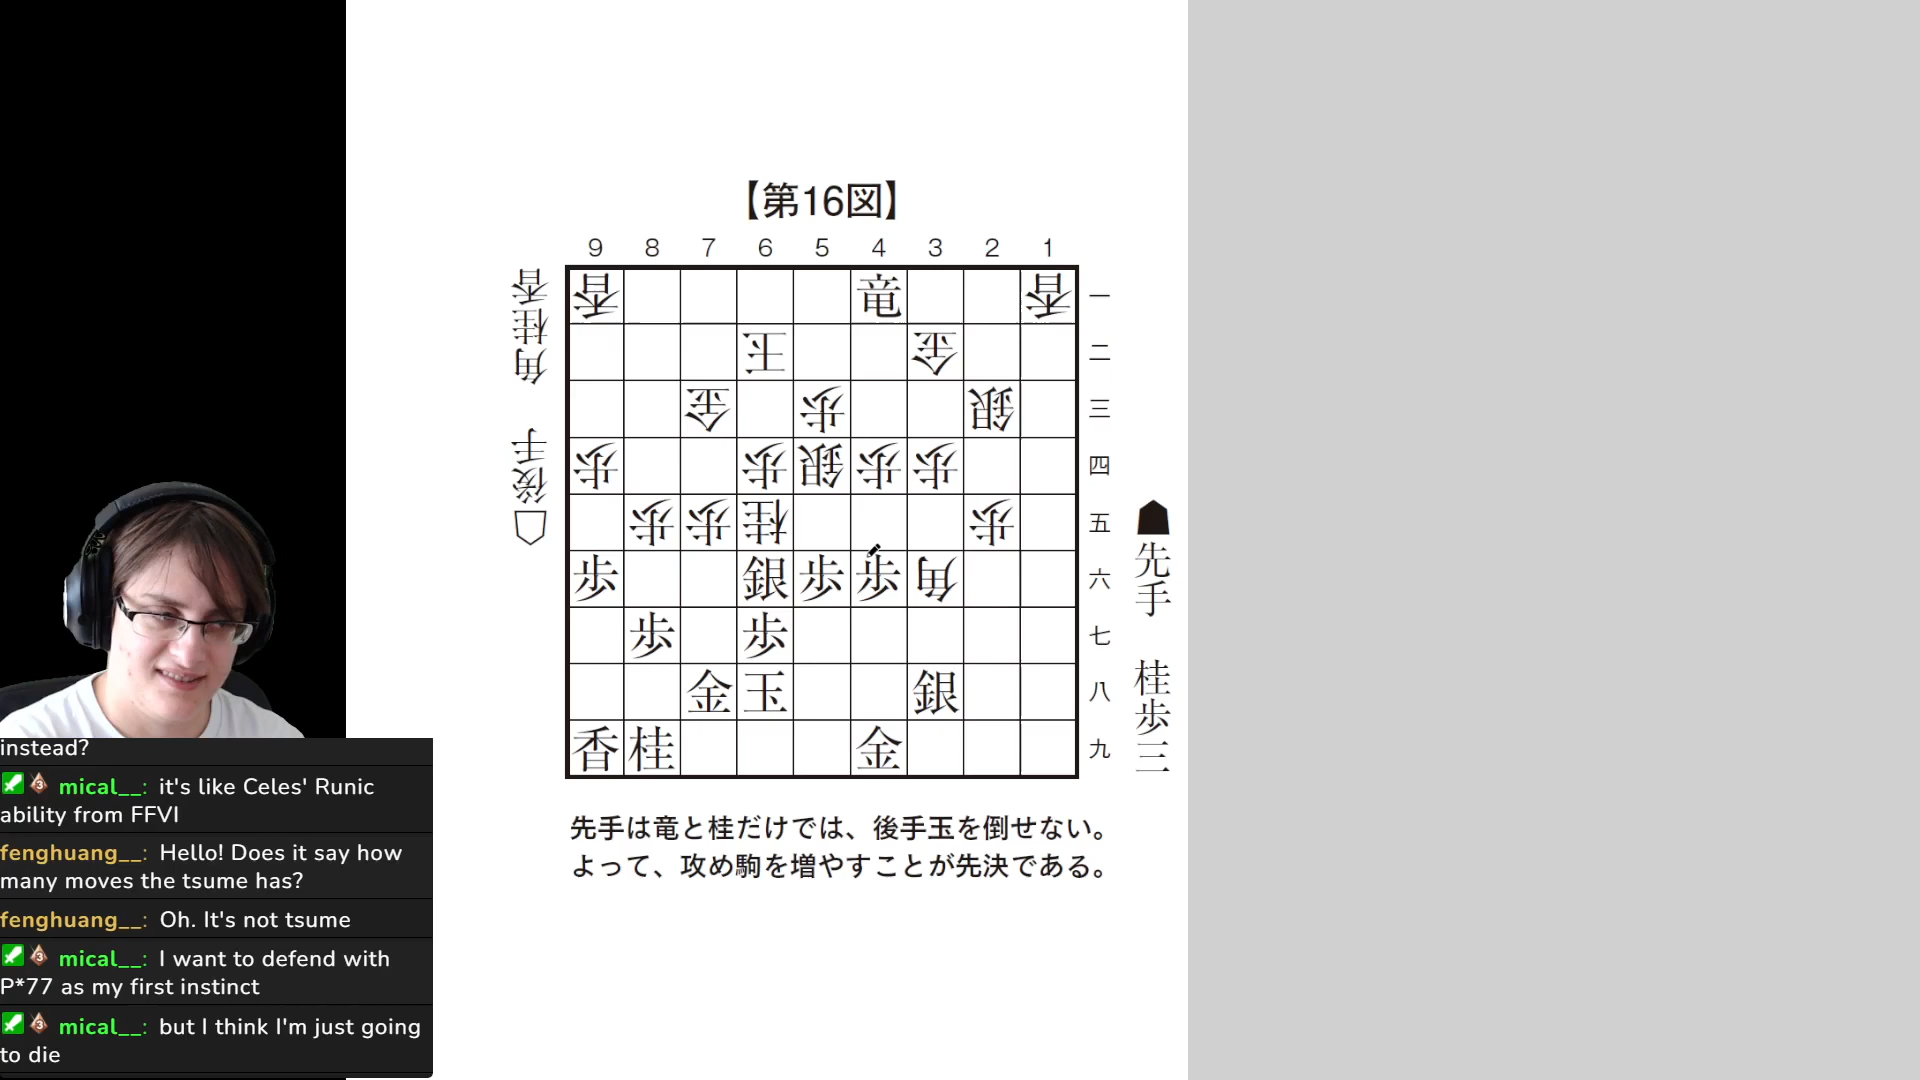 【第16図】
9 8 7 6 5 4 3 2 1
香 竜 香 一
王 金 二
金 歩 銀 三
歩 歩 銀 歩 歩 四
歩 歩 桂 歩 五
歩 銀 歩 歩 角 六
歩 歩 七
金 玉 銀 八
香 桂 金 九
後手 角桂香
先手 桂歩三
先手は竜と桂だけでは、後手玉を倒せない。
よって、攻め駒を増やすことが先決である。
instead?
mical__: it's like Celes' Runic
ability from FFVI
fenghuang__: Hello! Does it say how
many moves the tsume has?
fenghuang__: Oh. It's not tsume
mical__: I want to defend with
P*77 as my first instinct
mical__: but I think I'm just going
to die